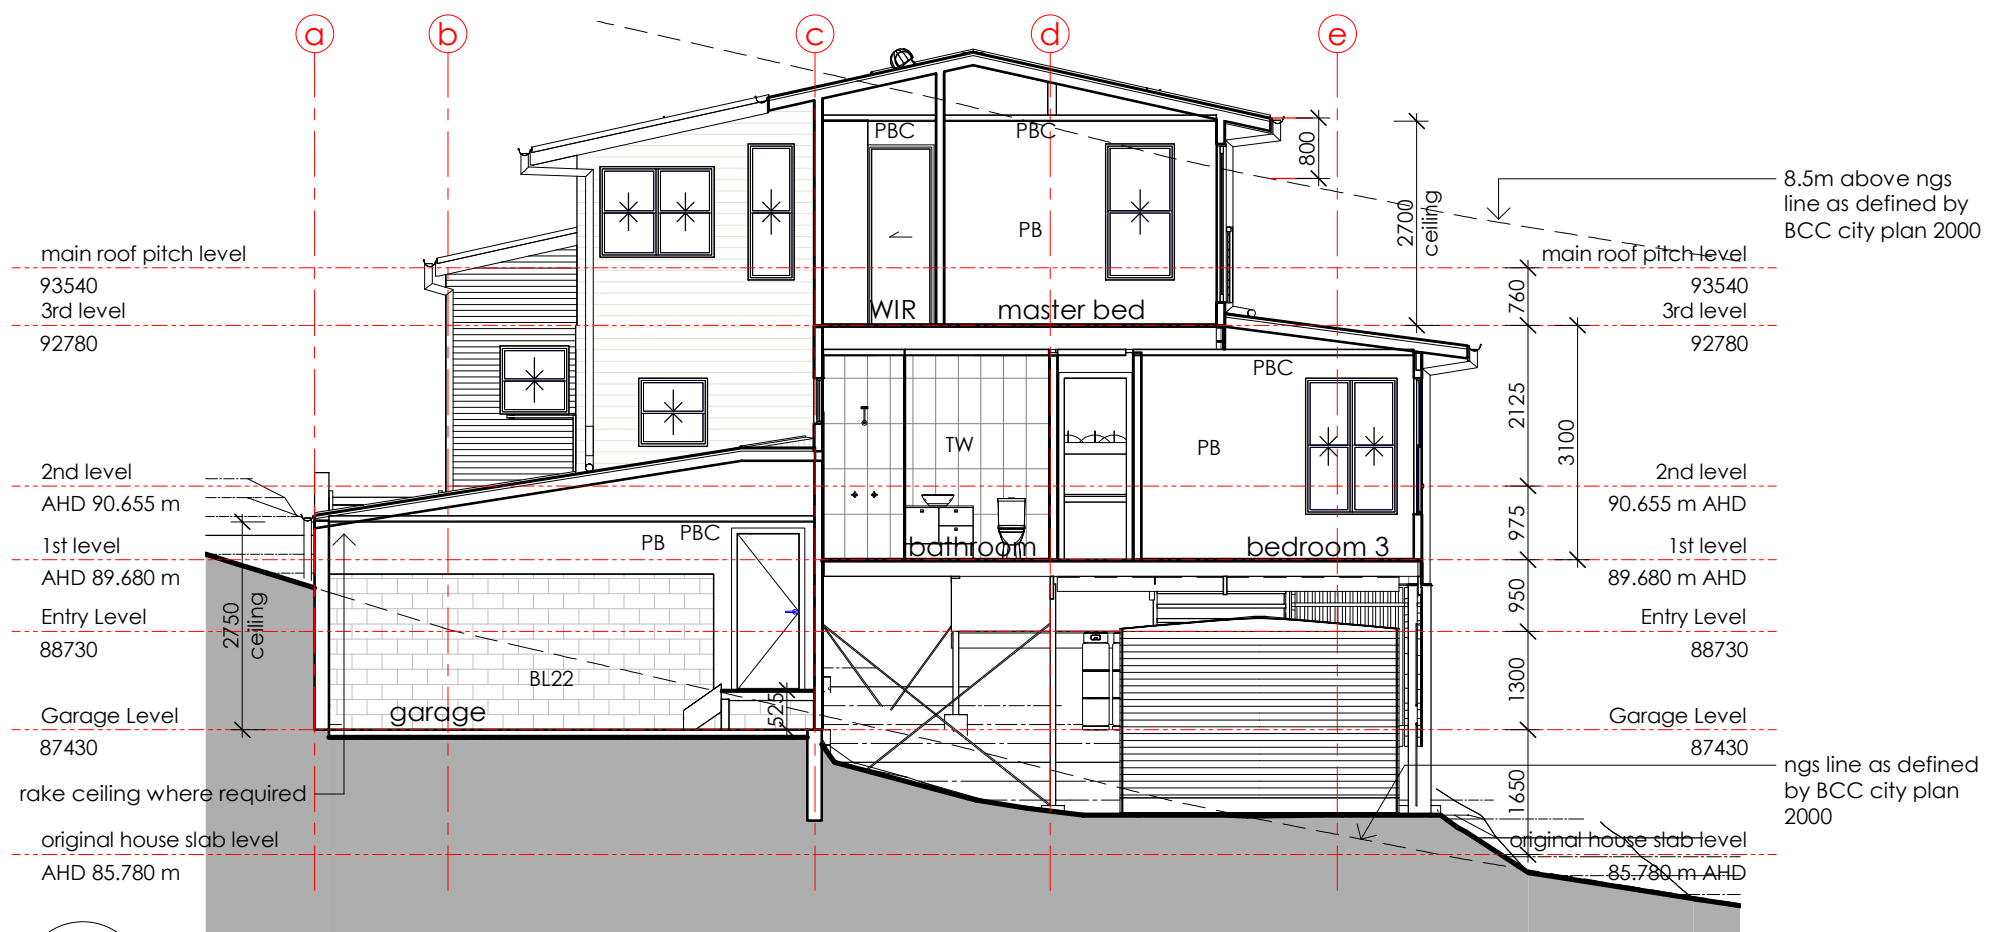 a
b
c
d
e
PBC
PBC
800
2700
ceiling
8.5m above ngs
line as defined by
BCC city plan 2000
PB
WIR
master bed
main roof pitch level
93540
3rd level
92780
main roof pitch level
93540
760
3rd level
92780
PBC
2125
3100
TW
PB
2nd level
AHD 90.655 m
2nd level
90.655 m AHD
975
PB
PBC
bathroom
bedroom 3
1st level
AHD 89.680 m
1st level
89.680 m AHD
950
2750
ceiling
Entry Level
88730
Entry Level
88730
1300
BL22
garage
525
Garage Level
87430
Garage Level
87430
rake ceiling where required
ngs line as defined
by BCC city plan
2000
1650
original house slab level
AHD 85.780 m
original house slab level
85.780 m AHD